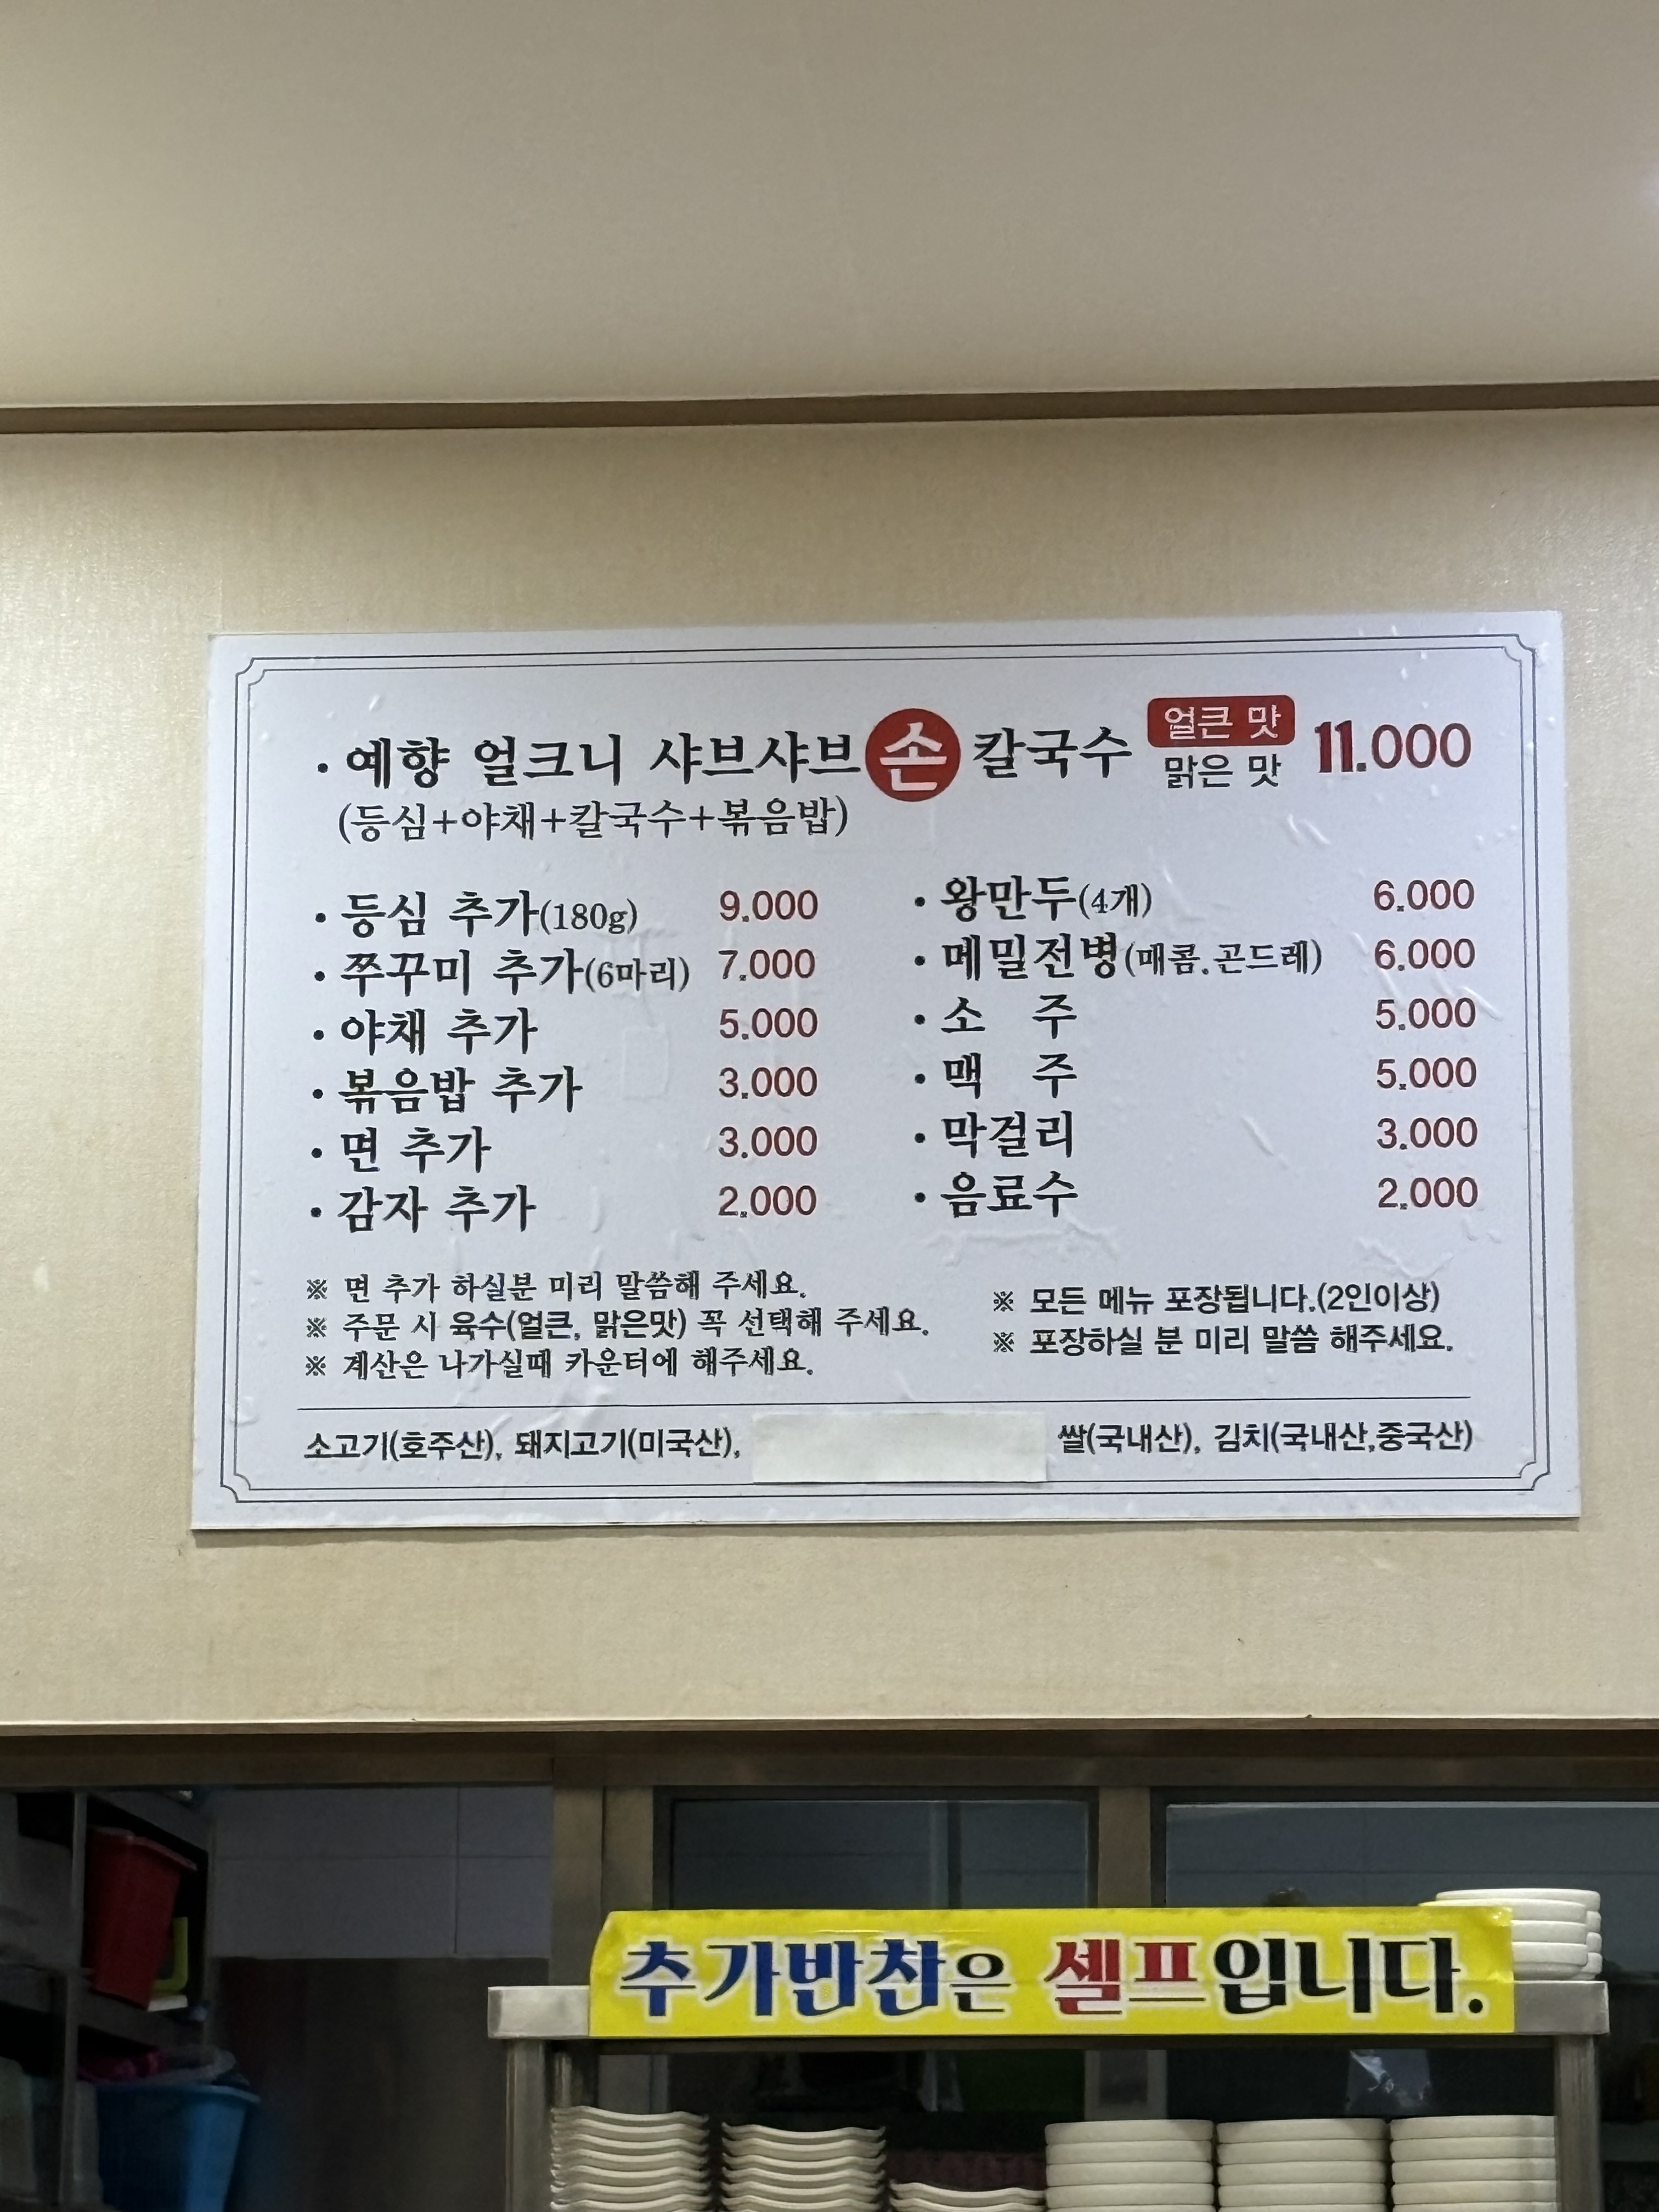 · 예향 얼크니 샤브샤브 손 칼국수 얼큰 맛 맑은 맛 11.000
(등심+야채+칼국수+볶음밥)
· 등심 추가(180g) 9.000
· 쭈꾸미 추가(6마리) 7.000
· 야채 추가 5.000
· 볶음밥 추가 3.000
· 면 추가 3.000
· 감자 추가 2.000
· 왕만두(4개) 6.000
· 메밀전병(매콤.곤드레) 6.000
· 소 주 5.000
· 맥 주 5.000
· 막걸리 3.000
· 음료수 2.000
※ 면 추가 하실분 미리 말씀해 주세요.
※ 주문 시 육수(얼큰, 맑은맛) 꼭 선택해 주세요.
※ 계산은 나가실때 카운터에 해주세요.
※ 모든 메뉴 포장됩니다.(2인이상)
※ 포장하실 분 미리 말씀 해주세요.
소고기(호주산), 돼지고기(미국산), 쌀(국내산), 김치(국내산,중국산)
추가반찬은 셀프입니다.